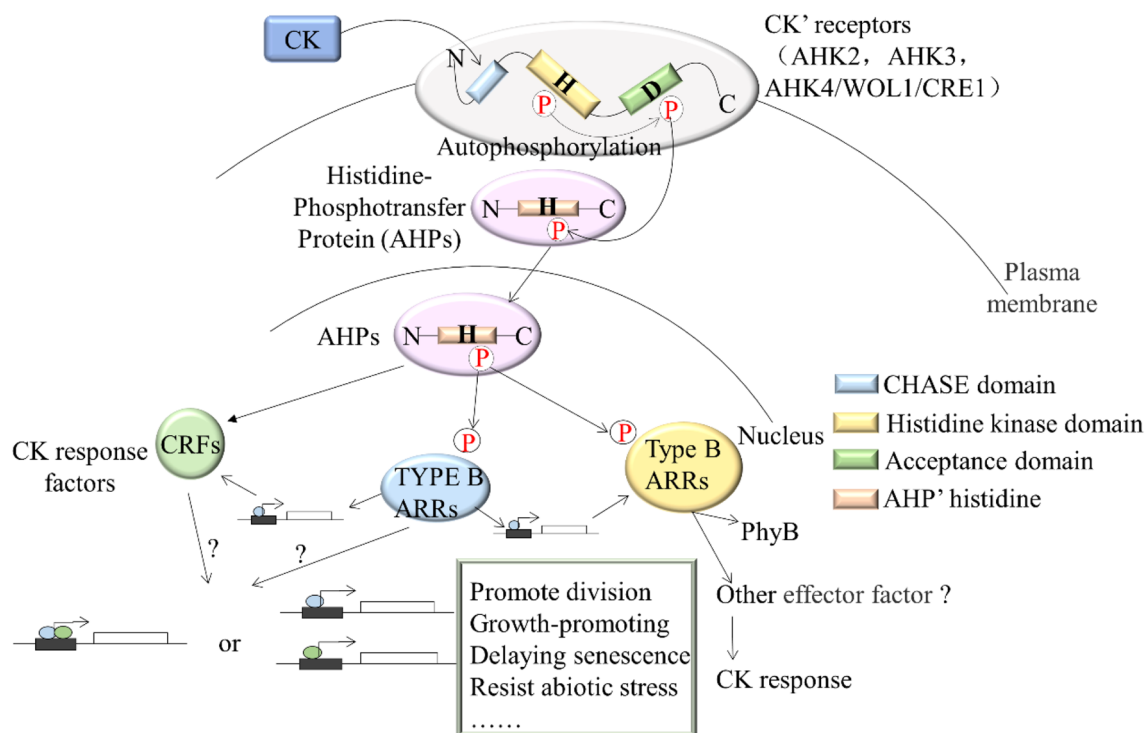 CK
CK' receptors
（AHK2，AHK3，
AHK4/WOL1/CRE1）
N
H
D
C
P
P
Autophosphorylation
Histidine-
Phosphotransfer
Protein (AHPs)
N
H
C
P
Plasma
membrane
AHPs
N
H
C
P
CHASE domain
Histidine kinase domain
Acceptance domain
AHP' histidine
P
P
Nucleus
CRFs
CK response
factors
TYPE B
ARRs
Type B
ARRs
PhyB
?
?
or
Promote division
Growth-promoting
Delaying senescence
Resist abiotic stress
……
Other effector factor ?
CK response